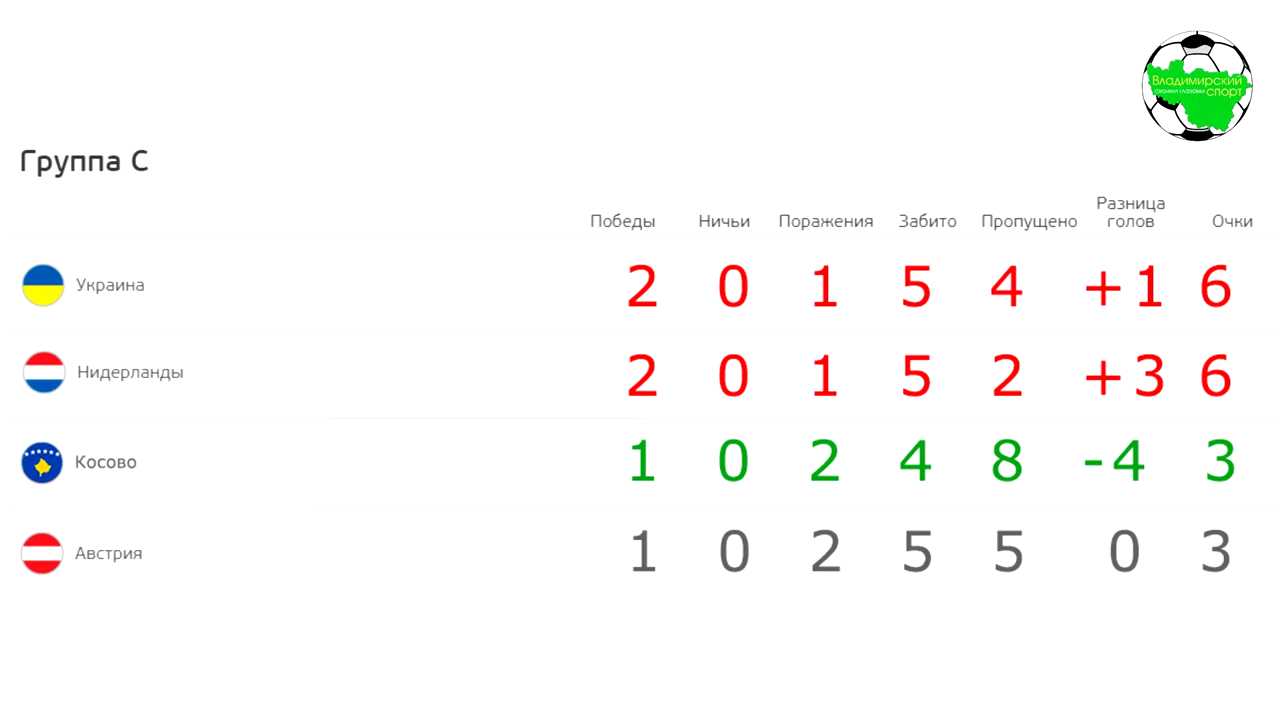 Владимирский
своими глазами спорт
Группа C
Победы Ничьи Поражения Забито Пропущено Разница голов Очки
Украина 2 0 1 5 4 +1 6
Нидерланды 2 0 1 5 2 +3 6
Косово 1 0 2 4 8 -4 3
Австрия 1 0 2 5 5 0 3